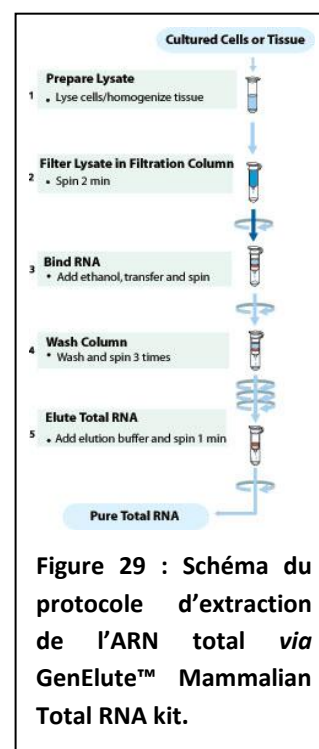 Cultured Cells or Tissue
Prepare Lysate
1 • Lyse cells/homogenize tissue
Filter Lysate in Filtration Column
2 • Spin 2 min
Bind RNA
3 • Add ethanol, transfer and spin
Wash Column
4 • Wash and spin 3 times
Elute Total RNA
5 • Add elution buffer and spin 1 min
Pure Total RNA
Figure 29 : Schéma du
protocole d’extraction
de l’ARN total via
GenElute™ Mammalian
Total RNA kit.